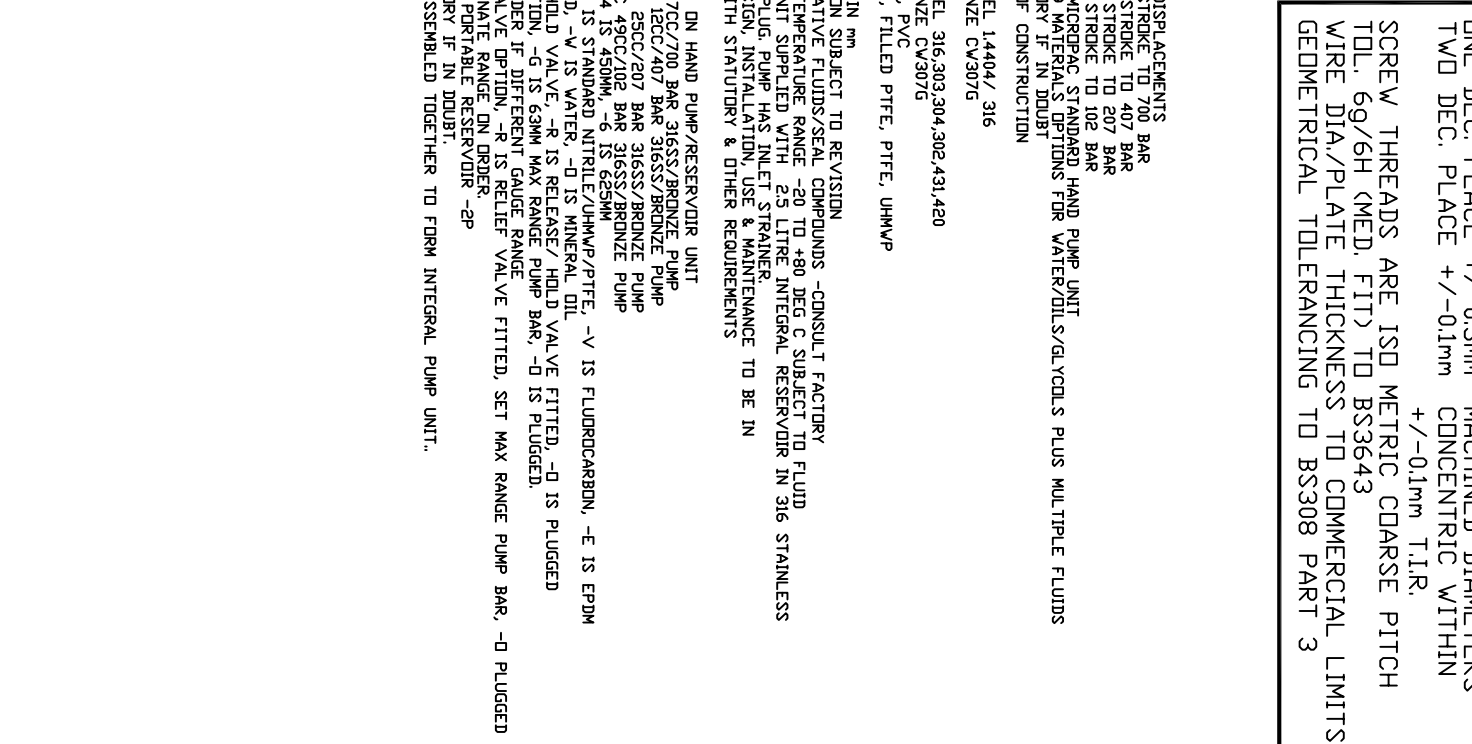 TWO DEC. PLACE +/-0.1mm CONCENTRIC WITHIN
+/-0.1mm T.I.R.
SCREW THREADS ARE ISO METRIC COARSE PITCH
TOL. 6g/6H (MED. FIT) TO BS3643
WIRE DIA/PLATE THICKNESS TO COMMERCIAL LIMITS
GEOMETRICAL TOLERANCING TO BS308 PART 3
DISPLACEMENTS
STROKE TO 700 BAR
STROKE TO 407 BAR
STROKE TO 207 BAR
STROKE TO 102 BAR
MICROPAC STANDARD HAND PUMP UNIT
MATERIALS OPTIONS FOR WATER/OILS/GLYCOLS PLUS MULTIPLE FLUIDS
RY IF IN DOUBT
OF CONSTRUCTION
EL 1.4404/ 316
NZE CW307G
EL 316,303,304,302,431,420
NZE CW307G
, PVC
, FILLED PTFE, PTFE, UHMWP
IN mm
ON SUBJECT TO REVISION
ATIVE FLUIDS/SEAL COMPOUNDS -CONSULT FACTORY
TEMPERATURE RANGE -20 TO +80 DEG C SUBJECT TO FLUID
NIT SUPPLIED WITH 2.5 LITRE INTEGRAL RESERVOIR IN 316 STAINLESS
PLUG. PUMP HAS INLET STRAINER.
IGN, INSTALLATION, USE & MAINTENANCE TO BE IN
ITH STATUTORY & OTHER REQUIREMENTS
ON HAND PUMP/RESERVOIR UNIT
7CC/700 BAR 316SS/BRONZE PUMP
12CC/407 BAR 316SS/BRONZE PUMP
25CC/207 BAR 316SS/BRONZE PUMP
49CC/102 BAR 316SS/BRONZE PUMP
4 IS 450MM, -6 IS 625MM
IS STANDARD NITRILE/UHMWP/PTFE, -V IS FLUOROCARBON, -E IS EPDM
D, -W IS WATER, -O IS MINERAL OIL
HOLD VALVE, -R IS RELEASE/ HOLD VALVE FITTED, -O IS PLUGGED
TION, -G IS 63MM MAX RANGE PUMP BAR, -O IS PLUGGED.
DER IF DIFFERENT GAUGE RANGE
ALVE OPTION, -R IS RELIEF VALVE FITTED, SET MAX RANGE PUMP BAR, -O PLUGGED
NATE RANGE ON ORDER.
PORTABLE RESERVOIR -2P
RY IF IN DOUBT.
SSEMBLED TOGETHER TO FORM INTEGRAL PUMP UNIT..